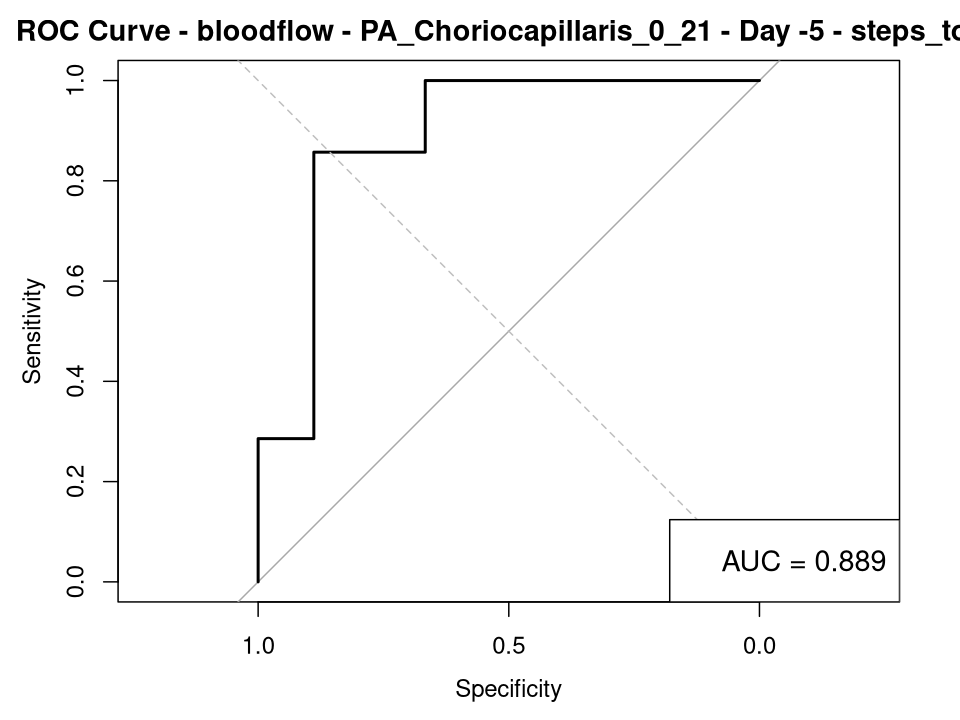 ROC Curve - bloodflow - PA_Choriocapillaris_0_21 - Day -5 - steps_to
Sensitivity
1.0
0.8
0.6
0.4
0.2
0.0
AUC = 0.889
1.0 0.5 0.0
Specificity